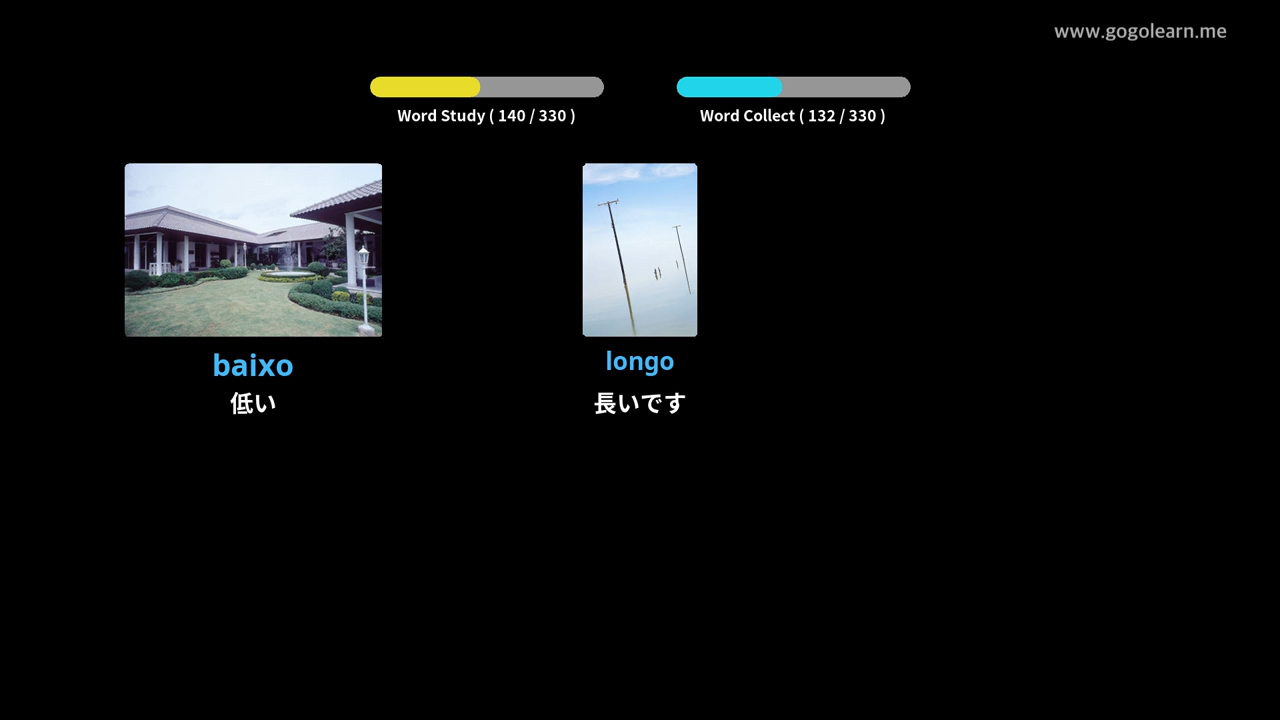 www.gogolearn.me
Word Study ( 140 / 330 )
Word Collect ( 132 / 330 )
baixo
低い
longo
長いです